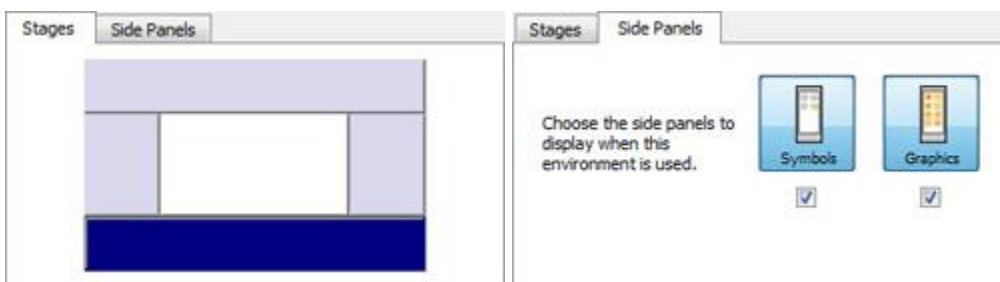 Stages Side Panels
Stages Side Panels
Choose the side panels to
display when this
environment is used.
Symbols
Graphics